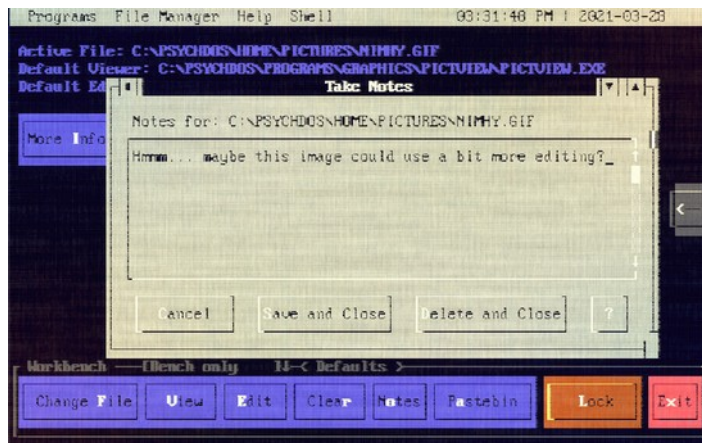 Programs File Manager Help Shell 03:31:48 PM | 2021-03-28
Active File: C:\PSYCHDOS\HOME\PICTURES\NIMHY.GIF
Default Viewer: C:\PSYCHDOS\PROGRAMS\GRAPHICS\PICTVIEW\PICTVIEW.EXE
Default Ed
Take Notes
Notes for: C:\PSYCHDOS\HOME\PICTURES\NIMHY.GIF
More Info
Hmmm... maybe this image could use a bit more editing?_
Cancel Save and Close Delete and Close ?
Workbench [Bench only < Defaults >
Change File View Edit Clear Notes Pastebin Lock Exit